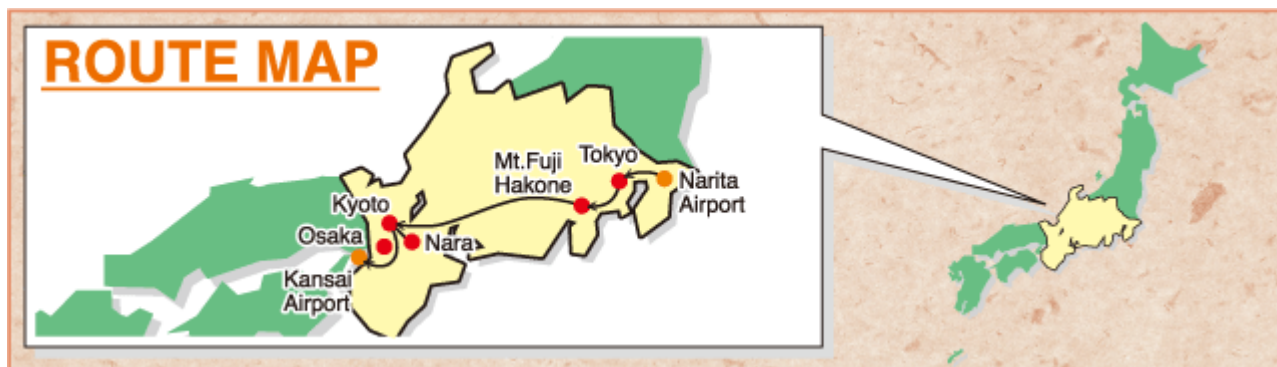 ROUTE MAP
Tokyo
Mt.Fuji
Hakone
Narita
Airport
Kyoto
Osaka
Nara
Kansai
Airport